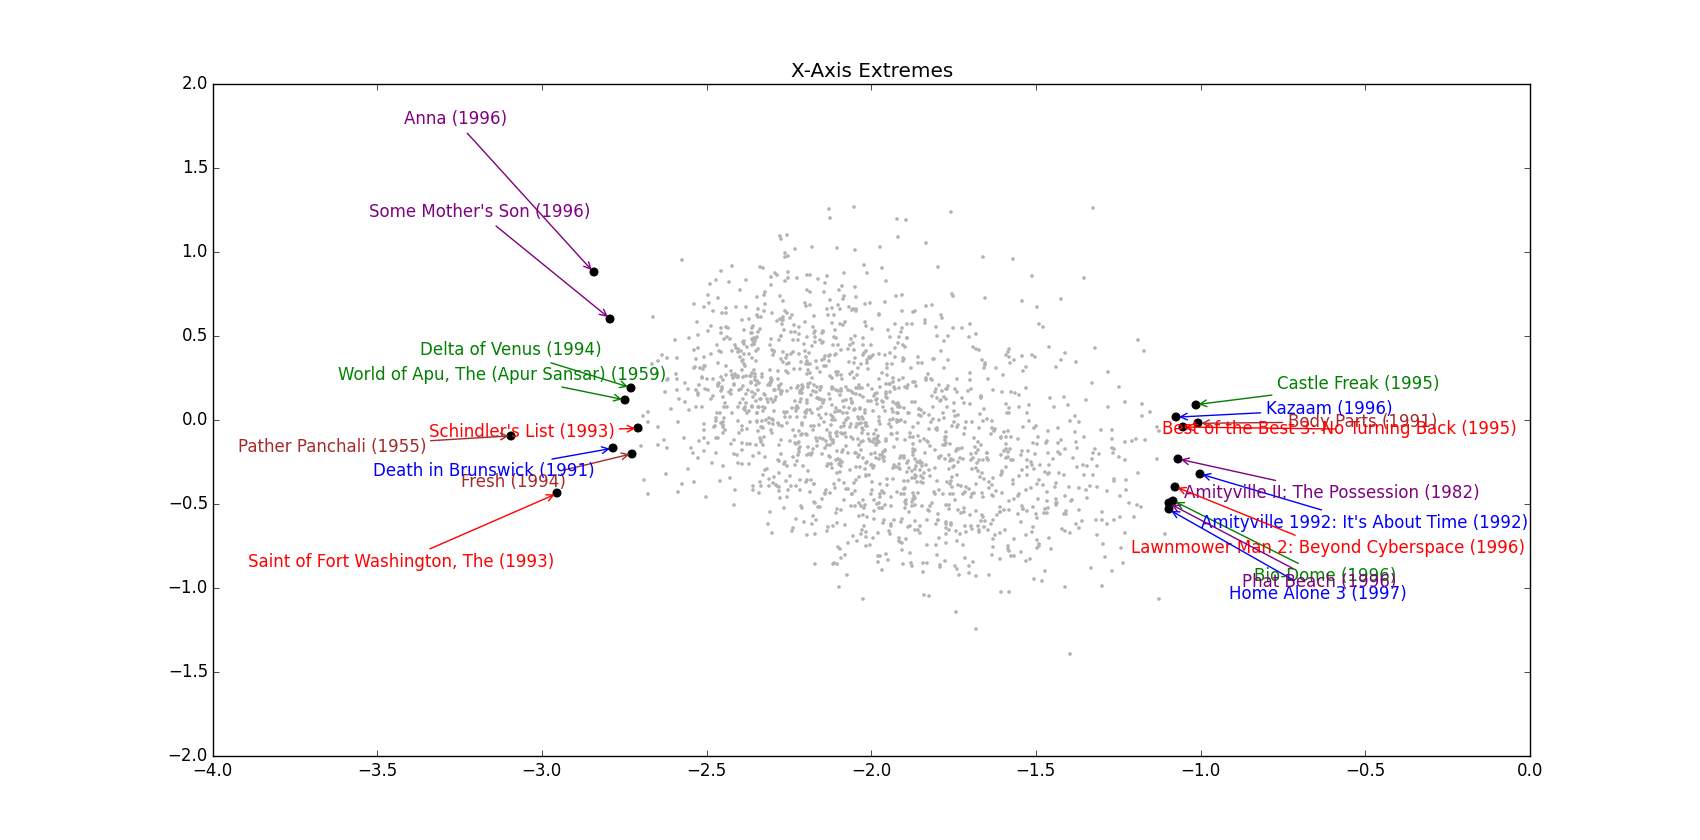 X-Axis Extremes
2.0
Anna (1996)
1.5
Some Mother's Son (1996)
1.0
0.5
Delta of Venus (1994)
World of Apu, The (Apur Sansar) (1959)
Castle Freak (1995)
Kazaam (1996)
0.0
Body Parts (1991)
Schindler's List (1993)
Best of the Best 3: No Turning Back (1995)
Pather Panchali (1955)
Death in Brunswick (1991)
Fresh (1994)
Amityville II: The Possession (1982)
−0.5
Amityville 1992: It's About Time (1992)
Lawnmower Man 2: Beyond Cyberspace (1996)
Saint of Fort Washington, The (1993)
Bio-Dome (1996)
Phat Beach (1996)
−1.0
Home Alone 3 (1997)
−1.5
−2.0
−4.0 −3.5 −3.0 −2.5 −2.0 −1.5 −1.0 −0.5 0.0